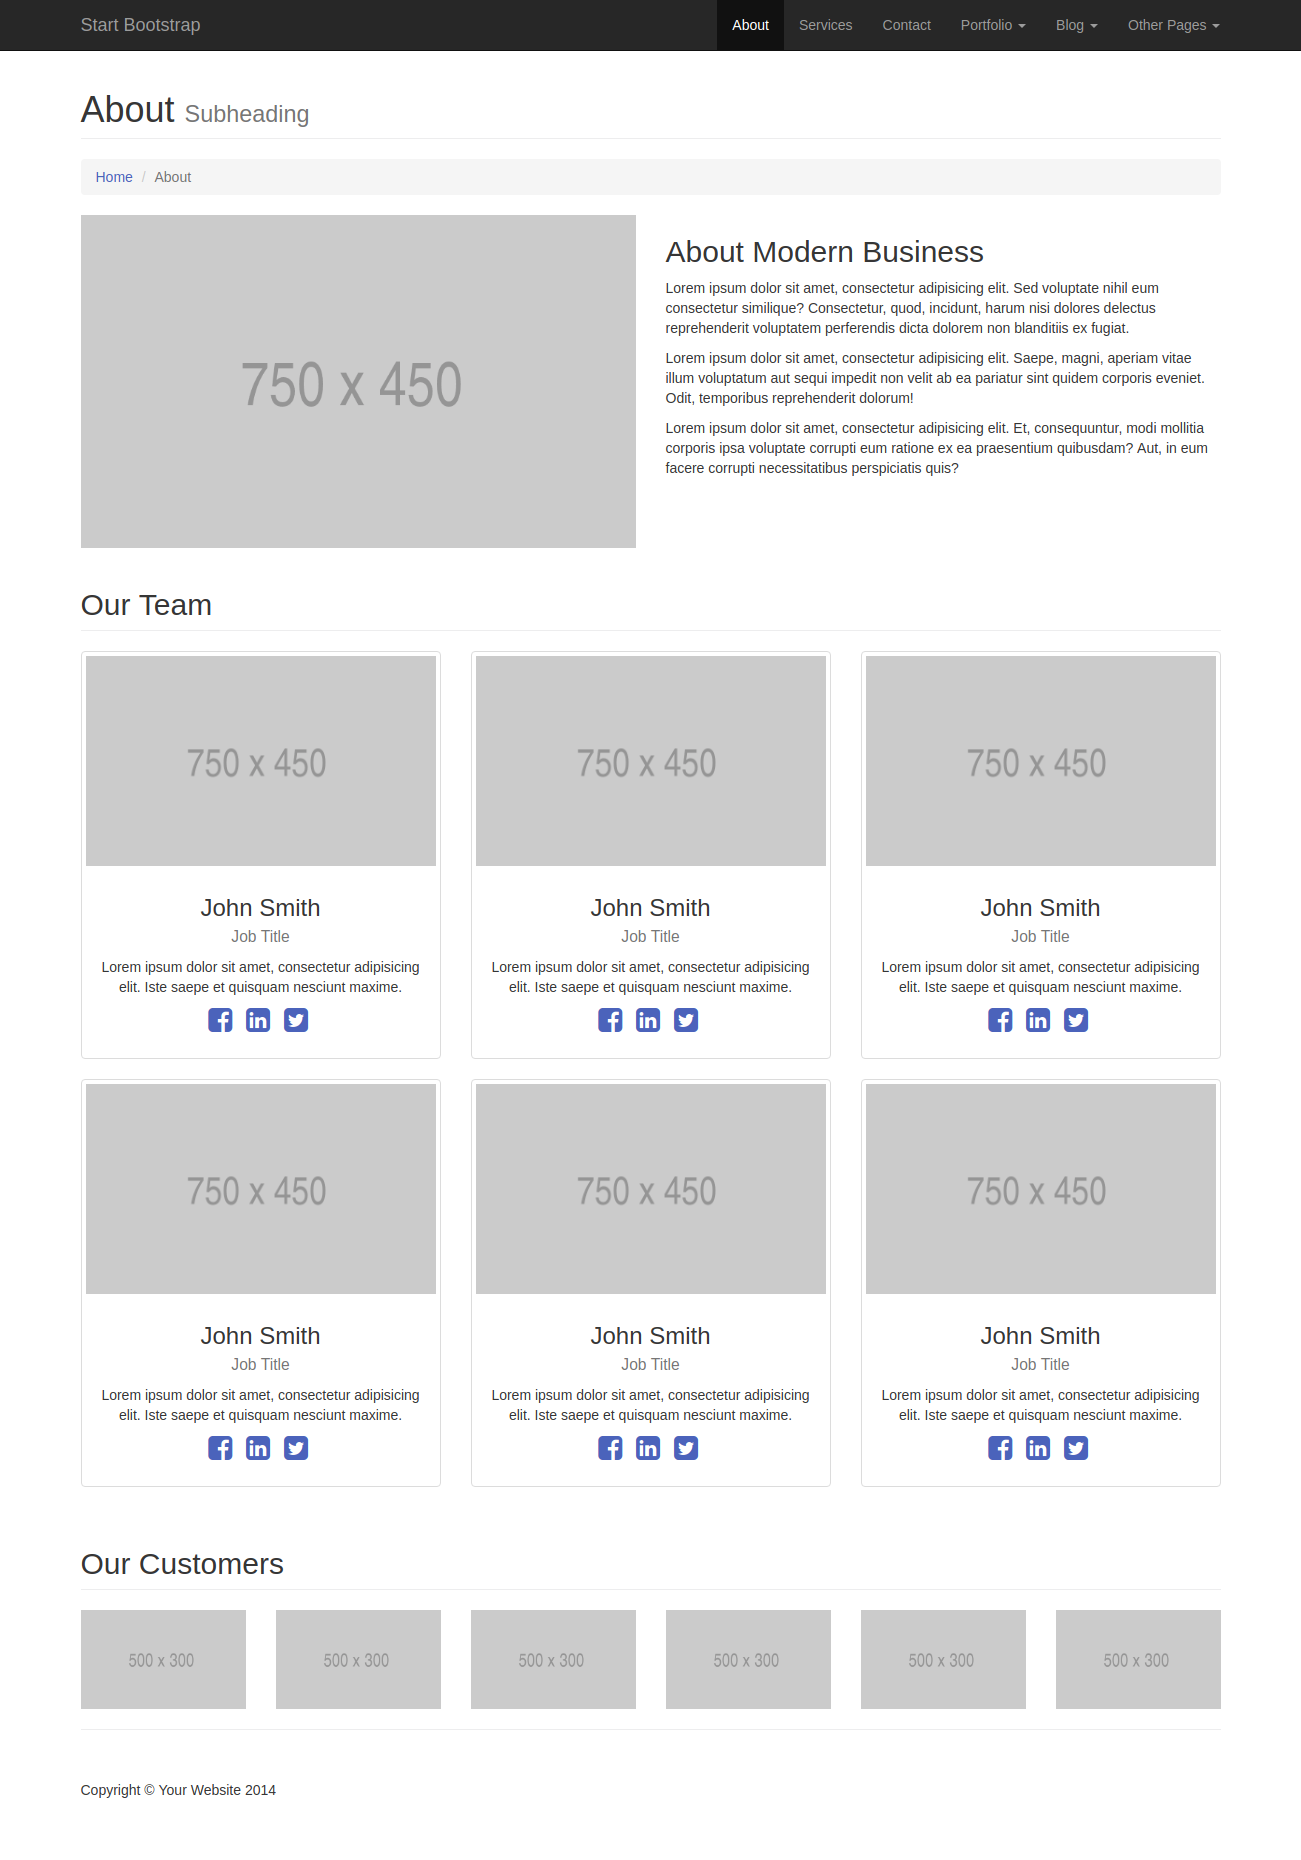 Start Bootstrap
About Services Contact Portfolio Blog Other Pages
About Subheading
Home / About
750 x 450
About Modern Business
Lorem ipsum dolor sit amet, consectetur adipisicing elit. Sed voluptate nihil eum
consectetur similique? Consectetur, quod, incidunt, harum nisi dolores delectus
reprehenderit voluptatem perferendis dicta dolorem non blanditiis ex fugiat.
Lorem ipsum dolor sit amet, consectetur adipisicing elit. Saepe, magni, aperiam vitae
illum voluptatum aut sequi impedit non velit ab ea pariatur sint quidem corporis eveniet.
Odit, temporibus reprehenderit dolorum!
Lorem ipsum dolor sit amet, consectetur adipisicing elit. Et, consequuntur, modi mollitia
corporis ipsa voluptate corrupti eum ratione ex ea praesentium quibusdam? Aut, in eum
facere corrupti necessitatibus perspiciatis quis?
Our Team
750 x 450
John Smith
Job Title
Lorem ipsum dolor sit amet, consectetur adipisicing
elit. Iste saepe et quisquam nesciunt maxime.
750 x 450
John Smith
Job Title
Lorem ipsum dolor sit amet, consectetur adipisicing
elit. Iste saepe et quisquam nesciunt maxime.
750 x 450
John Smith
Job Title
Lorem ipsum dolor sit amet, consectetur adipisicing
elit. Iste saepe et quisquam nesciunt maxime.
750 x 450
John Smith
Job Title
Lorem ipsum dolor sit amet, consectetur adipisicing
elit. Iste saepe et quisquam nesciunt maxime.
750 x 450
John Smith
Job Title
Lorem ipsum dolor sit amet, consectetur adipisicing
elit. Iste saepe et quisquam nesciunt maxime.
750 x 450
John Smith
Job Title
Lorem ipsum dolor sit amet, consectetur adipisicing
elit. Iste saepe et quisquam nesciunt maxime.
Our Customers
500 x 300
500 x 300
500 x 300
500 x 300
500 x 300
500 x 300
Copyright © Your Website 2014